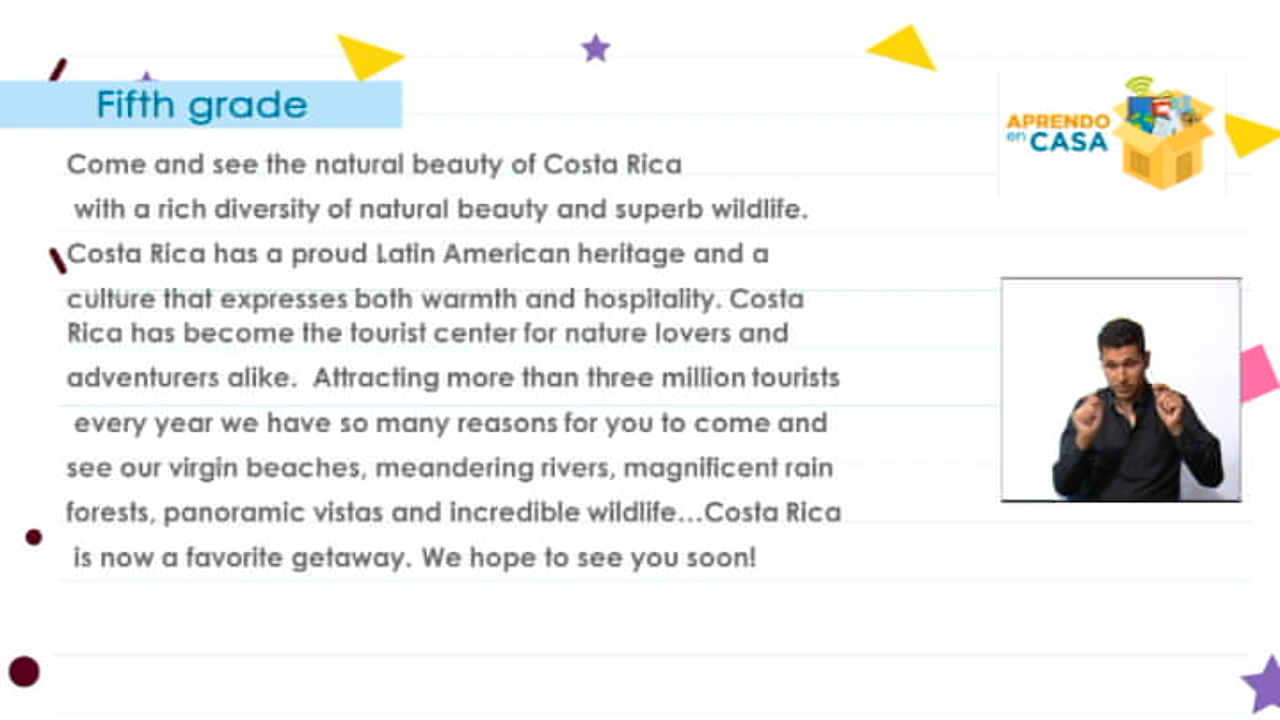 Fifth grade
APRENDO
en CASA
Come and see the natural beauty of Costa Rica
with a rich diversity of natural beauty and superb wildlife.
Costa Rica has a proud Latin American heritage and a
culture that expresses both warmth and hospitality. Costa
Rica has become the tourist center for nature lovers and
adventurers alike. Attracting more than three million tourists
every year we have so many reasons for you to come and
see our virgin beaches, meandering rivers, magnificent rain
forests, panoramic vistas and incredible wildlife...Costa Rica
is now a favorite getaway. We hope to see you soon!